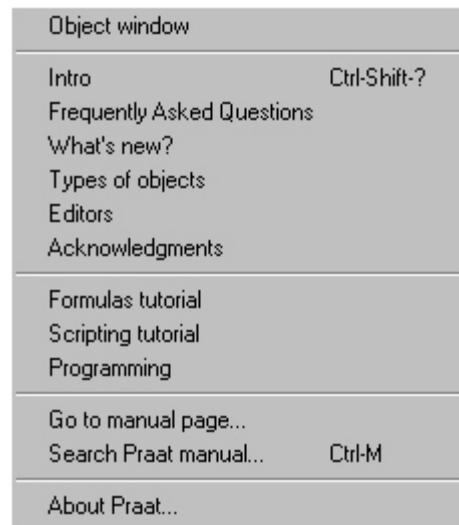 Object window
Intro Ctrl-Shift-?
Frequently Asked Questions
What's new?
Types of objects
Editors
Acknowledgments
Formulas tutorial
Scripting tutorial
Programming
Go to manual page...
Search Praat manual... Ctrl-M
About Praat...